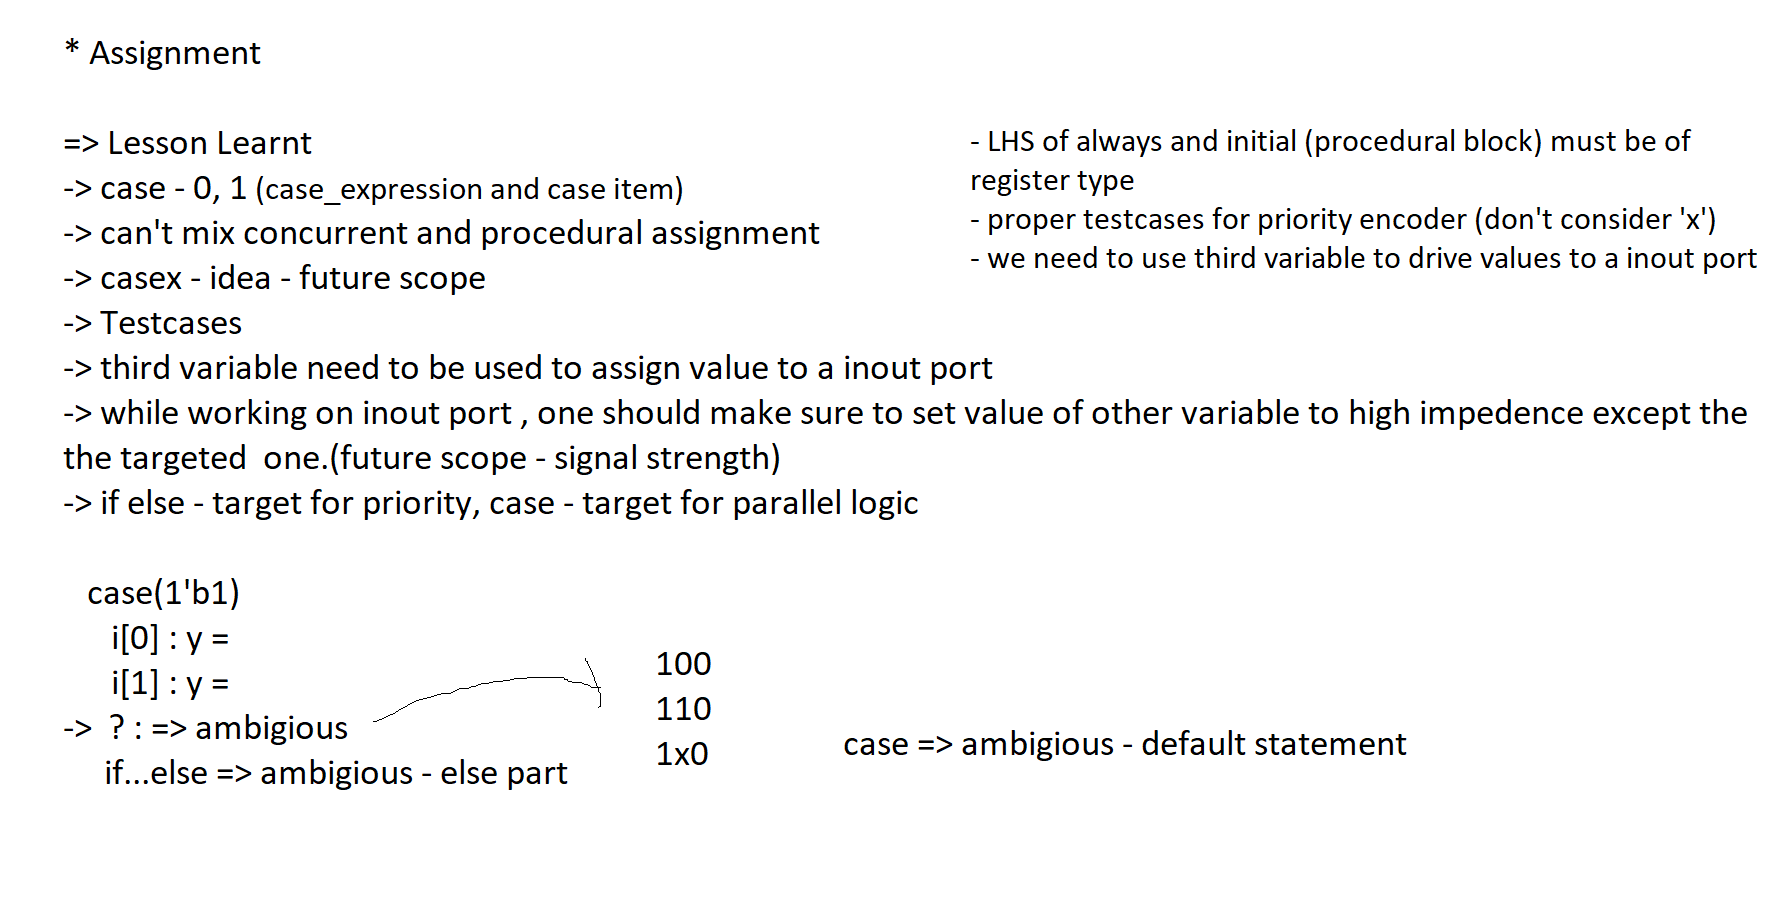 * Assignment
=> Lesson Learnt
-> case - 0, 1 (case_expression and case item)
-> can't mix concurrent and procedural assignment
-> casex - idea - future scope
-> Testcases
-> third variable need to be used to assign value to a inout port
-> while working on inout port , one should make sure to set value of other variable to high impedence except the
the targeted  one.(future scope - signal strength)
-> if else - target for priority, case - target for parallel logic
- LHS of always and initial (procedural block) must be of
register type
- proper testcases for priority encoder (don't consider 'x')
- we need to use third variable to drive values to a inout port
case(1'b1)
i[0] : y =
i[1] : y =
-> ? : => ambigious
if...else => ambigious - else part
100
110
1x0
case => ambigious - default statement